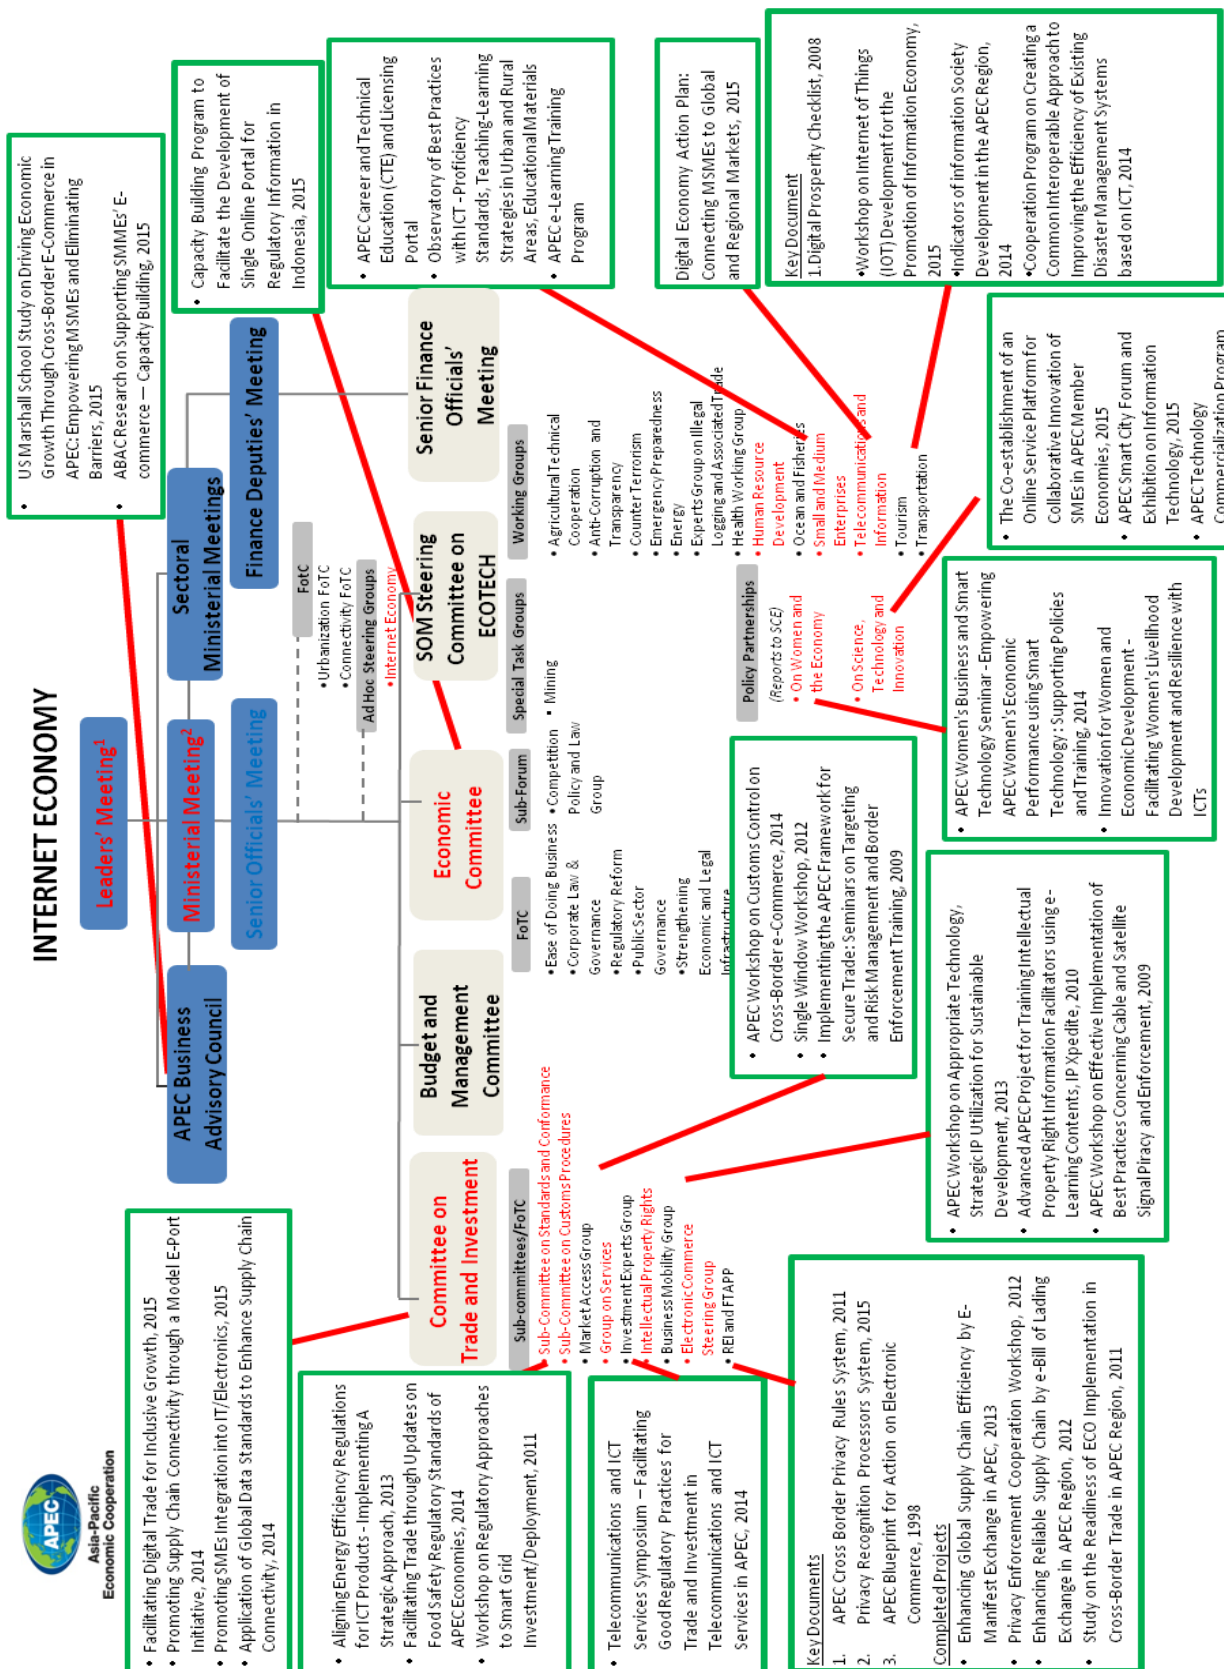 INTERNET ECONOMY
APEC
Asia-Pacific
Economic Cooperation
Leaders' Meeting1
APEC Business
Advisory Council
Ministerial Meeting2
Sectoral
Ministerial Meetings
Senior Officials' Meeting
Finance Deputies' Meeting
FotC
•Urbanization FoTC
•Connectivity FoTC
Ad Hoc Steering Groups
•Internet Economy
Committee on
Trade and Investment
Budget and
Management
Committee
Economic
Committee
SOM Steering
Committee on
ECOTECH
Senior Finance
Officials'
Meeting
Sub-committees/FoTC
•Sub-Committee on Standards and Conformance
•Sub-Committee on Customs Procedures
•Market Access Group
•Group on Services
•Investment Experts Group
•Intellectual Property Rights
•Business Mobility Group
•Electronic Commerce
Steering Group
•REI and FTAPP
FoTC
•Ease of Doing Business
•Corporate Law &
Governance
•Regulatory Reform
•Public Sector
Governance
•Strengthening
Economic and Legal
Infrastructure
Sub-Forum
•Competition
Policy and Law
Group
Special Task Groups
•Mining
Working Groups
•Agricultural Technical
Cooperation
•Anti-Corruption and
Transparency
•Counter Terrorism
•Emergency Preparedness
•Energy
•Experts Group on Illegal
Logging and Associated Trade
•Health Working Group
•Human Resource
Development
•Ocean and Fisheries
•Small and Medium
Enterprises
•Telecommunications and
Information
•Tourism
•Transportation
Policy Partnerships
(Reports to SCE)
•On Women and
the Economy
•On Science,
Technology and
Innovation
• Facilitating Digital Trade for Inclusive Growth, 2015
• Promoting Supply Chain Connectivity through a Model E-Port
Initiative, 2014
• Promoting SMEs Integration into IT/Electronics, 2015
• Application of Global Data Standards to Enhance Supply Chain
Connectivity, 2014
• Aligning Energy Efficiency Regulations
for ICT Products - Implementing A
Strategic Approach, 2013
• Facilitating Trade through Updates on
Food Safety Regulatory Standards of
APEC Economies, 2014
• Workshop on Regulatory Approaches
to Smart Grid
Investment/Deployment, 2011
• Telecommunications and ICT
Services Symposium – Facilitating
Good Regulatory Practices for
Trade and Investment in
Telecommunications and ICT
Services in APEC, 2014
Key Documents
1. APEC Cross Border Privacy Rules System, 2011
2. Privacy Recognition Processors System, 2015
3. APEC Blueprint for Action on Electronic
Commerce, 1998
Completed Projects
• Enhancing Global Supply Chain Efficiency by E-
Manifest Exchange in APEC, 2013
• Privacy Enforcement Cooperation Workshop, 2012
• Enhancing Reliable Supply Chain by e-Bill of Lading
Exchange in APEC Region, 2012
• Study on the Readiness of ECO Implementation in
Cross-Border Trade in APEC Region, 2011
• APEC Workshop on Appropriate Technology,
Strategic IP Utilization for Sustainable
Development, 2013
• Advanced APEC Project for Training Intellectual
Property Right Information Facilitators using e-
Learning Contents, IP Xpedite, 2010
• APEC Workshop on Effective Implementation of
Best Practices Concerning Cable and Satellite
Signal Piracy and Enforcement, 2009
• APEC Workshop on Customs Control on
Cross-Border e-Commerce, 2014
• Single Window Workshop, 2012
• Implementing the APEC Framework for
Secure Trade: Seminars on Targeting
and Risk Management and Border
Enforcement Training, 2009
• APEC Women's Business and Smart
Technology Seminar - Empowering
APEC Women's Economic
Performance using Smart
Technology: Supporting Policies
and Training, 2014
• Innovation for Women and
Economic Development -
Facilitating Women's Livelihood
Development and Resilience with
ICTs
• The Co-establishment of an
Online Service Platform for
Collaborative Innovation of
SMEs in APEC Member
Economies, 2015
• APEC Smart City Forum and
Exhibition on Information
Technology, 2015
• APEC Technology
Commercialization Program
• US Marshall School Study on Driving Economic
Growth Through Cross-Border E-Commerce in
APEC: Empowering MSMEs and Eliminating
Barriers, 2015
• ABAC Research on Supporting SMMEs' E-
commerce — Capacity Building, 2015
• Capacity Building Program to
Facilitate the Development of
Single Online Portal for
Regulatory Information in
Indonesia, 2015
• APEC Career and Technical
Education (CTE) and Licensing
Portal
• Observatory of Best Practices
with ICT - Proficiency
Standards, Teaching-Learning
Strategies in Urban and Rural
Areas, Educational Materials
• APEC e-Learning Training
Program
Digital Economy Action Plan:
Connecting MSMEs to Global
and Regional Markets, 2015
Key Document
1.Digital Prosperity Checklist, 2008
•Workshop on Internet of Things
(IOT) Development for the
Promotion of Information Economy,
2015
•Indicators of Information Society
Development in the APEC Region,
2014
•Cooperation Program on Creating a
Common Interoperable Approach to
Improving the Efficiency of Existing
Disaster Management Systems
based on ICT, 2014